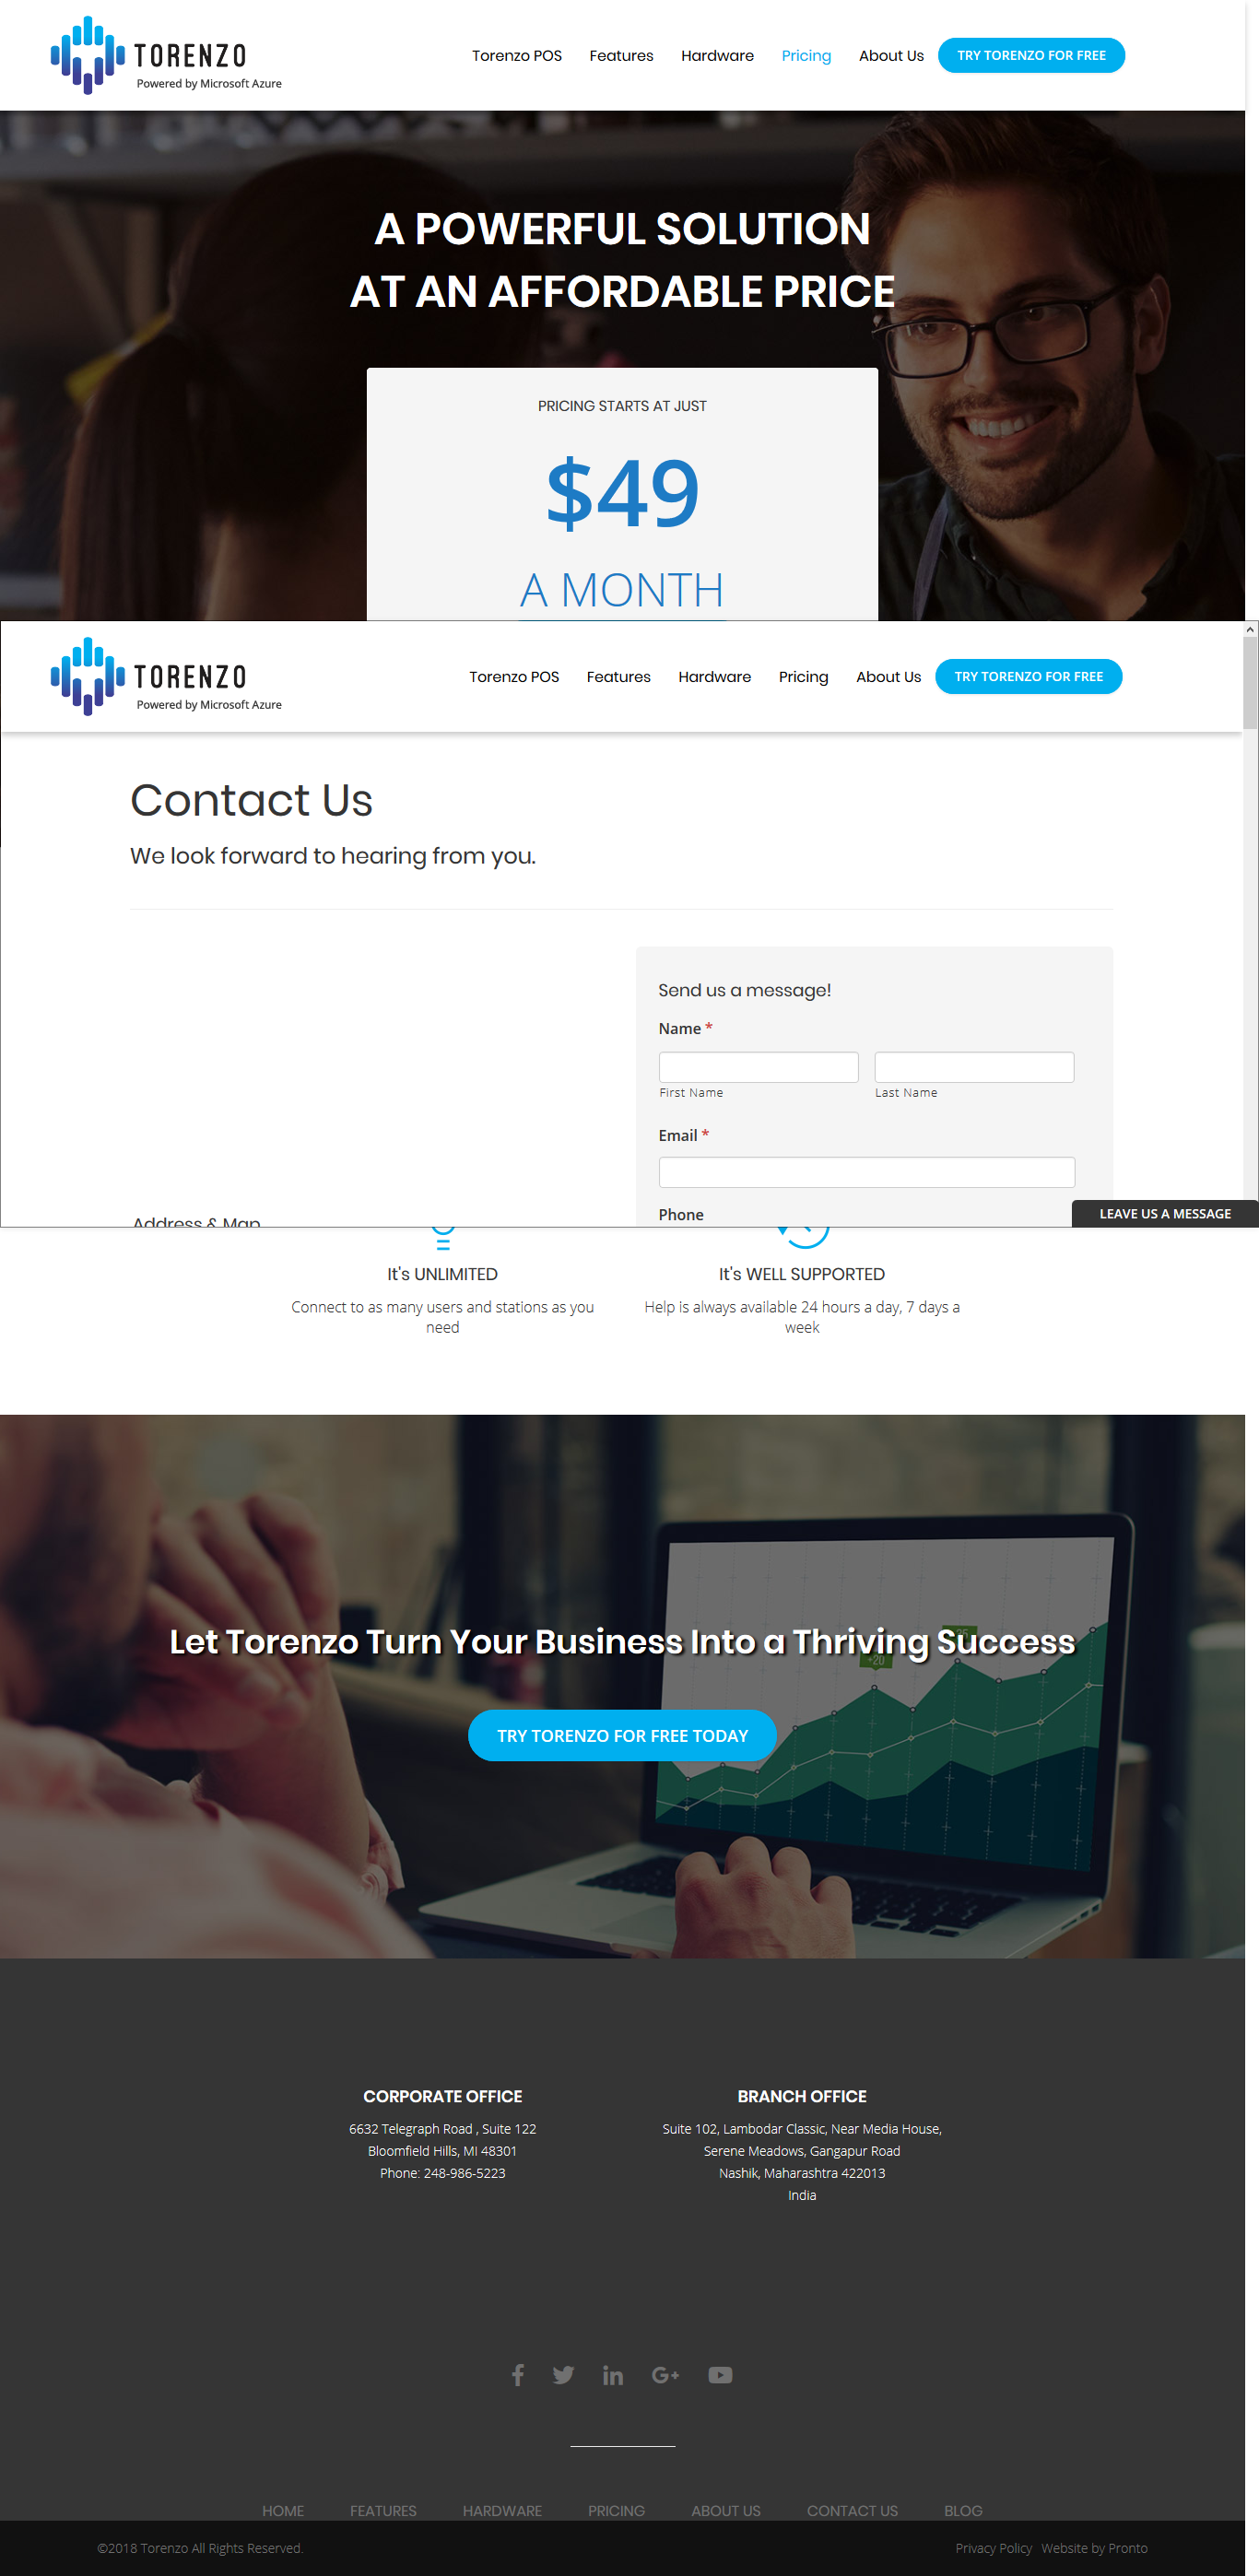 TORENZO
Powered by Microsoft Azure
Torenzo POS Features Hardware Pricing About Us TRY TORENZO FOR FREE
A POWERFUL SOLUTION
AT AN AFFORDABLE PRICE
PRICING STARTS AT JUST
$49
A MONTH
TORENZO
Powered by Microsoft Azure
Torenzo POS Features Hardware Pricing About Us TRY TORENZO FOR FREE
Contact Us
We look forward to hearing from you.
Send us a message!
Name *
First Name Last Name
Email *
Phone
Address & Map
LEAVE US A MESSAGE
It's UNLIMITED
Connect to as many users and stations as you
need
It's WELL SUPPORTED
Help is always available 24 hours a day, 7 days a
week
Let Torenzo Turn Your Business Into a Thriving Success
+20
TRY TORENZO FOR FREE TODAY
CORPORATE OFFICE
6632 Telegraph Road , Suite 122
Bloomfield Hills, MI 48301
Phone: 248-986-5223
BRANCH OFFICE
Suite 102, Lambodar Classic, Near Media House,
Serene Meadows, Gangapur Road
Nashik, Maharashtra 422013
India
HOME FEATURES HARDWARE PRICING ABOUT US CONTACT US BLOG
©2018 Torenzo All Rights Reserved.
Privacy Policy Website by Pronto